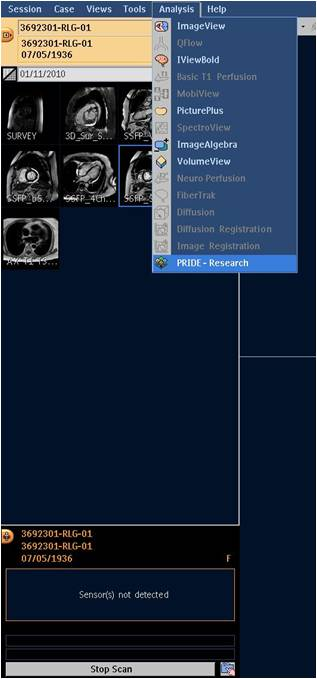 Session Case Views Tools Analysis Help
3692301-RLG-01
3692301-RLG-01
07/05/1936
01/11/2010
ImageView
QFlow
IViewBold
Basic T1 Perfusion
MobiView
PicturePlus
SpectroView
ImageAlgebra
VolumeView
Neuro Perfusion
FiberTrak
Diffusion
Diffusion Registration
Image Registration
PRIDE - Research
SURVEY 3D_Sur_S...
3692301-RLG-01
3692301-RLG-01
07/05/1936 F
Sensor(s) not detected
Stop Scan